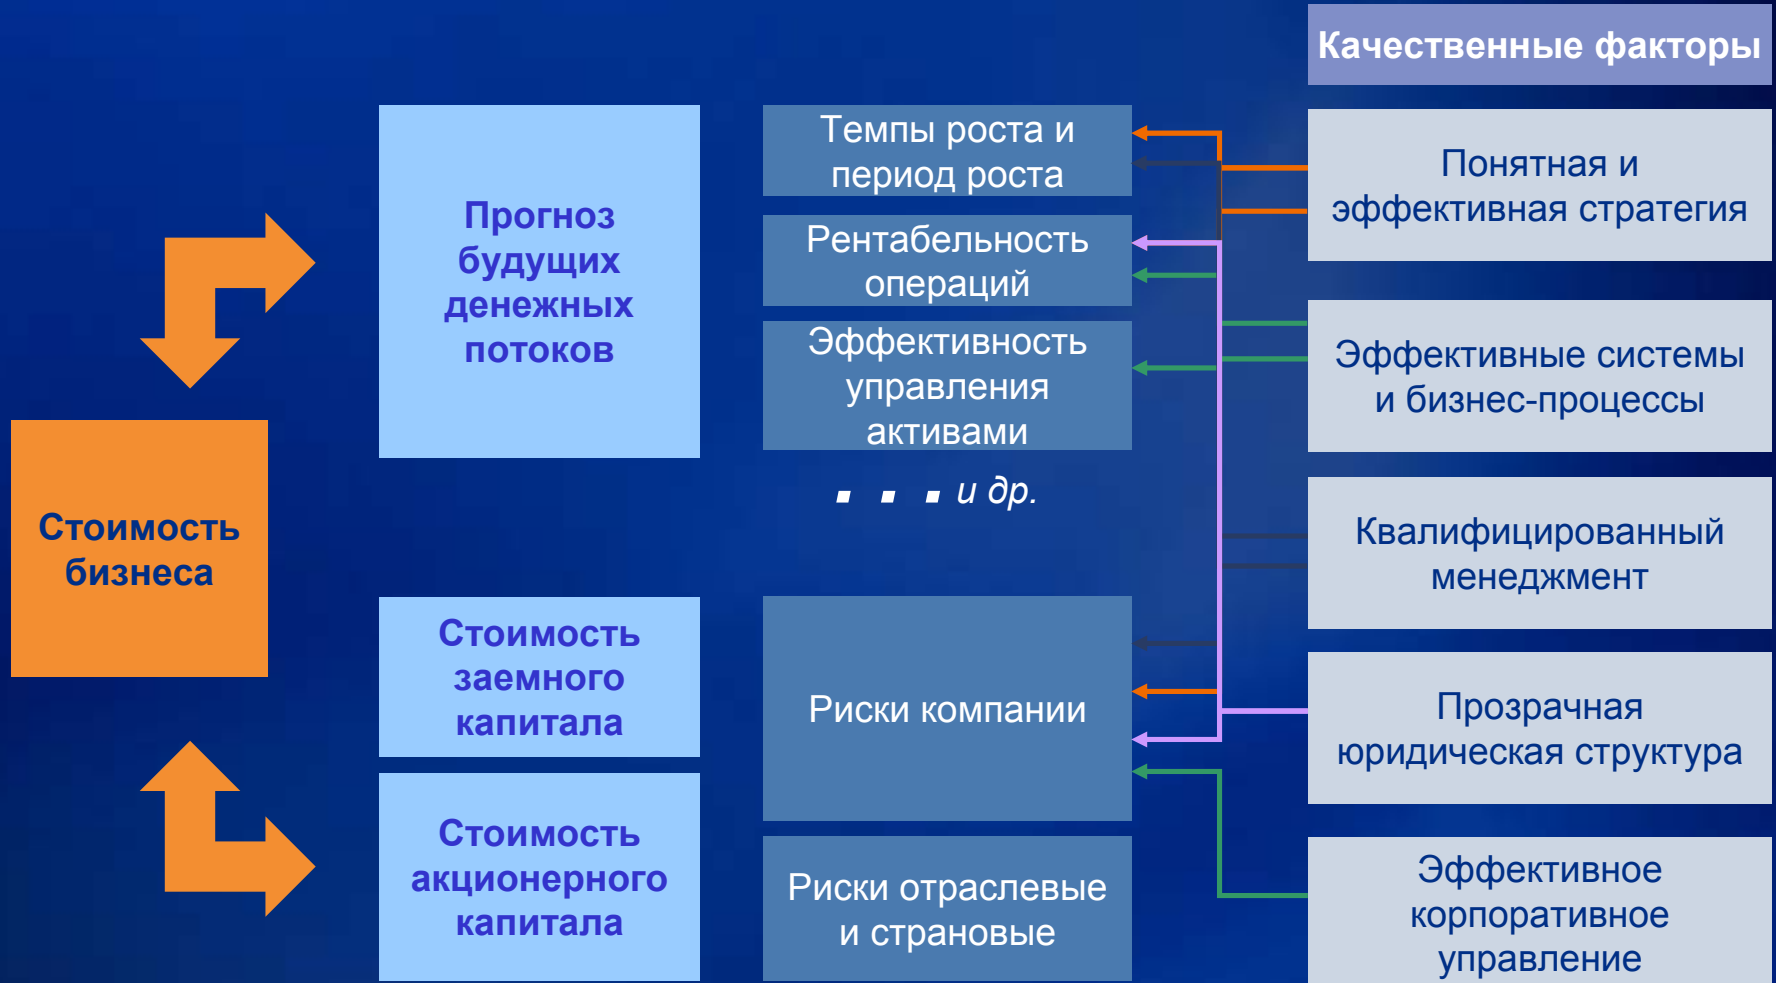 Качественные факторы
Стоимость
бизнеса
Прогноз
будущих
денежных
потоков
Стоимость
заемного
капитала
Стоимость
акционерного
капитала
Темпы роста и
период роста
Рентабельность
операций
Эффективность
управления
активами
. . . и др.
Риски компании
Риски отраслевые
и страновые
Понятная и
эффективная стратегия
Эффективные системы
и бизнес-процессы
Квалифицированный
менеджмент
Прозрачная
юридическая структура
Эффективное
корпоративное
управление